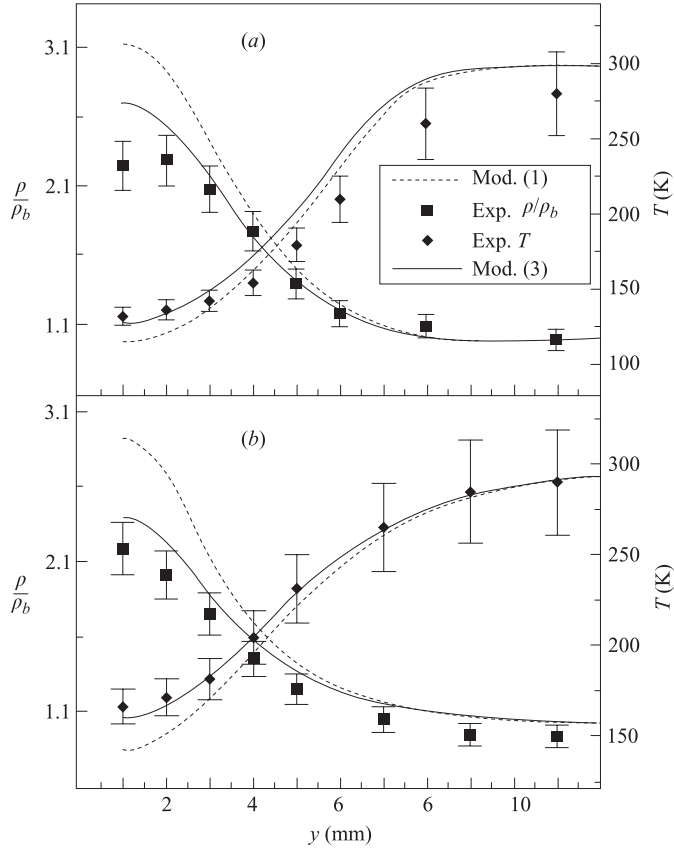 (a)
3.1
2.1
1.1
ρ/ρb
300
250
200
150
100
T (K)
Mod. (1)
Exp. ρ/ρb
Exp. T
Mod. (3)
(b)
3.1
2.1
1.1
ρ/ρb
300
250
200
150
T (K)
2 4 6 6 10
y (mm)